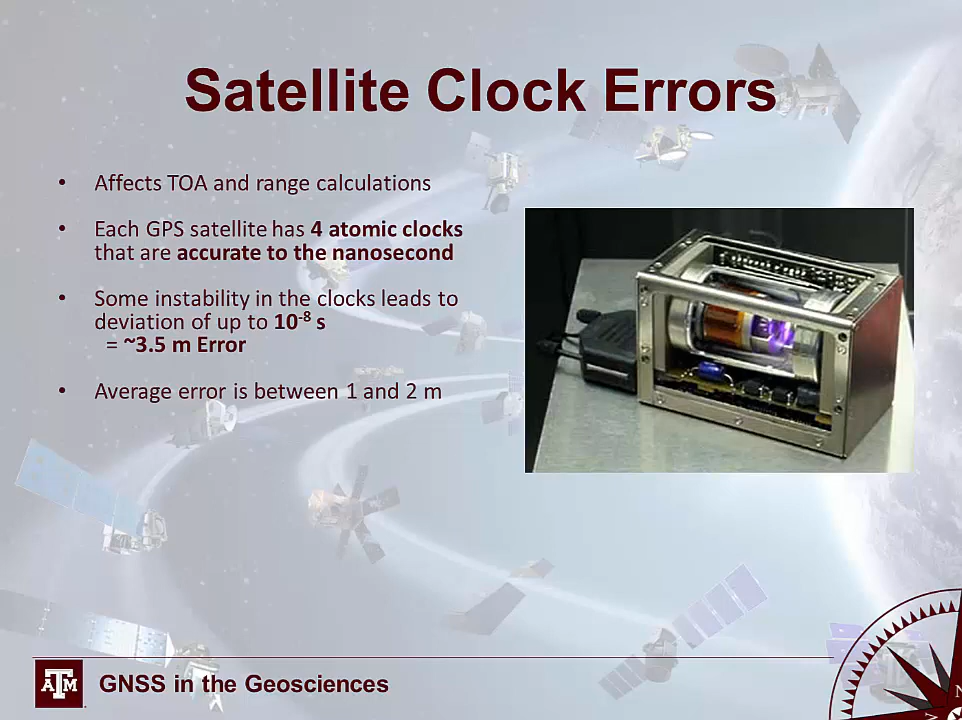 Satellite Clock Errors
• Affects TOA and range calculations
• Each GPS satellite has 4 atomic clocks
that are accurate to the nanosecond
• Some instability in the clocks leads to
deviation of up to 10⁻⁸ s
= ~3.5 m Error
• Average error is between 1 and 2 m
ATM
GNSS in the Geosciences
N